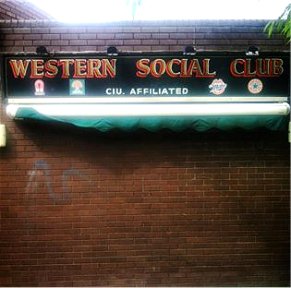 WESTERN SOCIAL CLUB
CIU. AFFILIATED